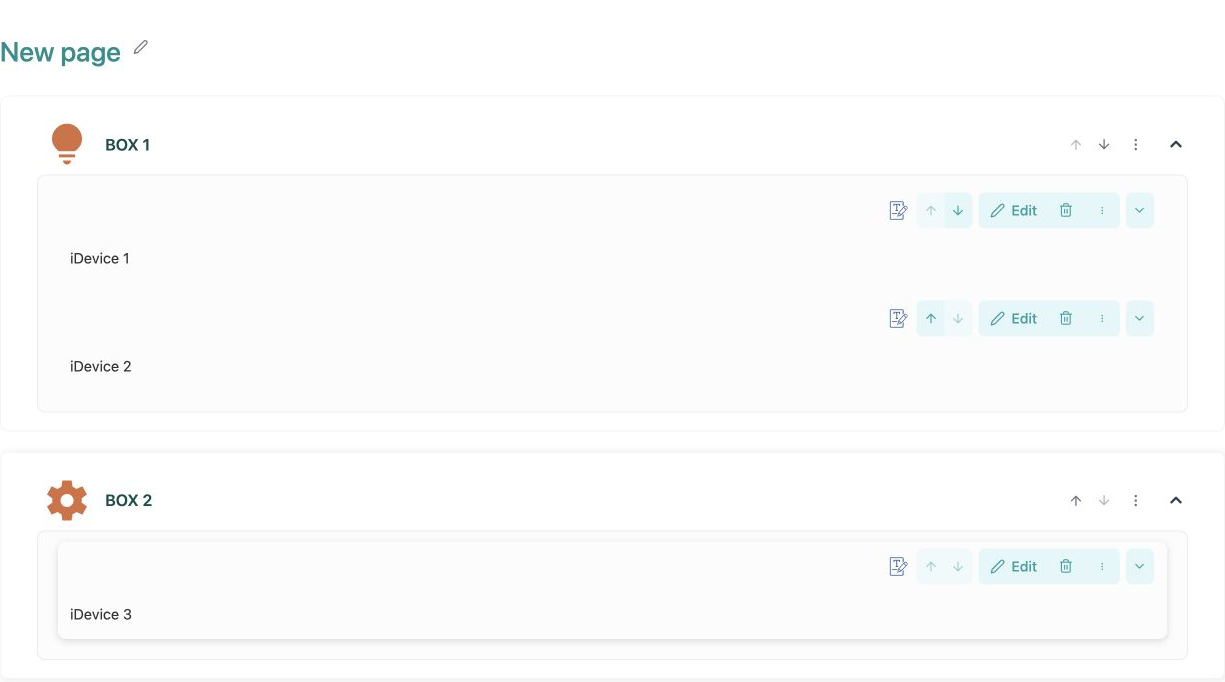 New page
BOX 1
Edit
iDevice 1
Edit
iDevice 2
BOX 2
Edit
iDevice 3